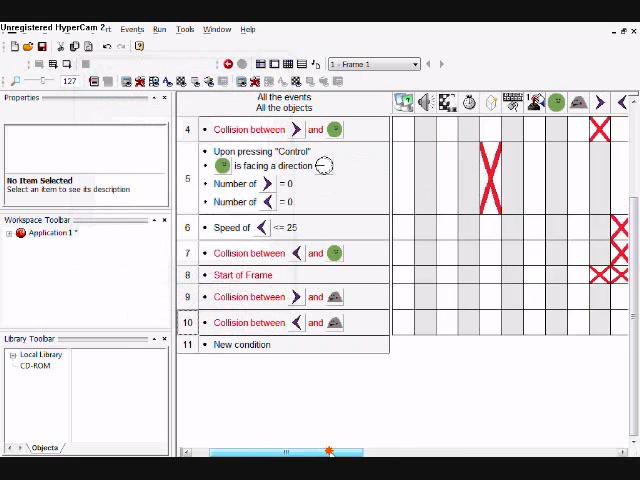 Unregistered HyperCam 2
rt Events Run Tools Window Help
127
1 - Frame 1
Properties
No Item Selected
Select an item to see its description
Workspace Toolbar
Application 1 *
Library Toolbar
Local Library
CD-ROM
Objects
All the events
All the objects
4 • Collision between and
5 • Upon pressing "Control"
• is facing a direction
• Number of = 0
• Number of = 0
6 • Speed of <= 25
7 • Collision between and
8 • Start of Frame
9 • Collision between and
10 • Collision between and
11 • New condition